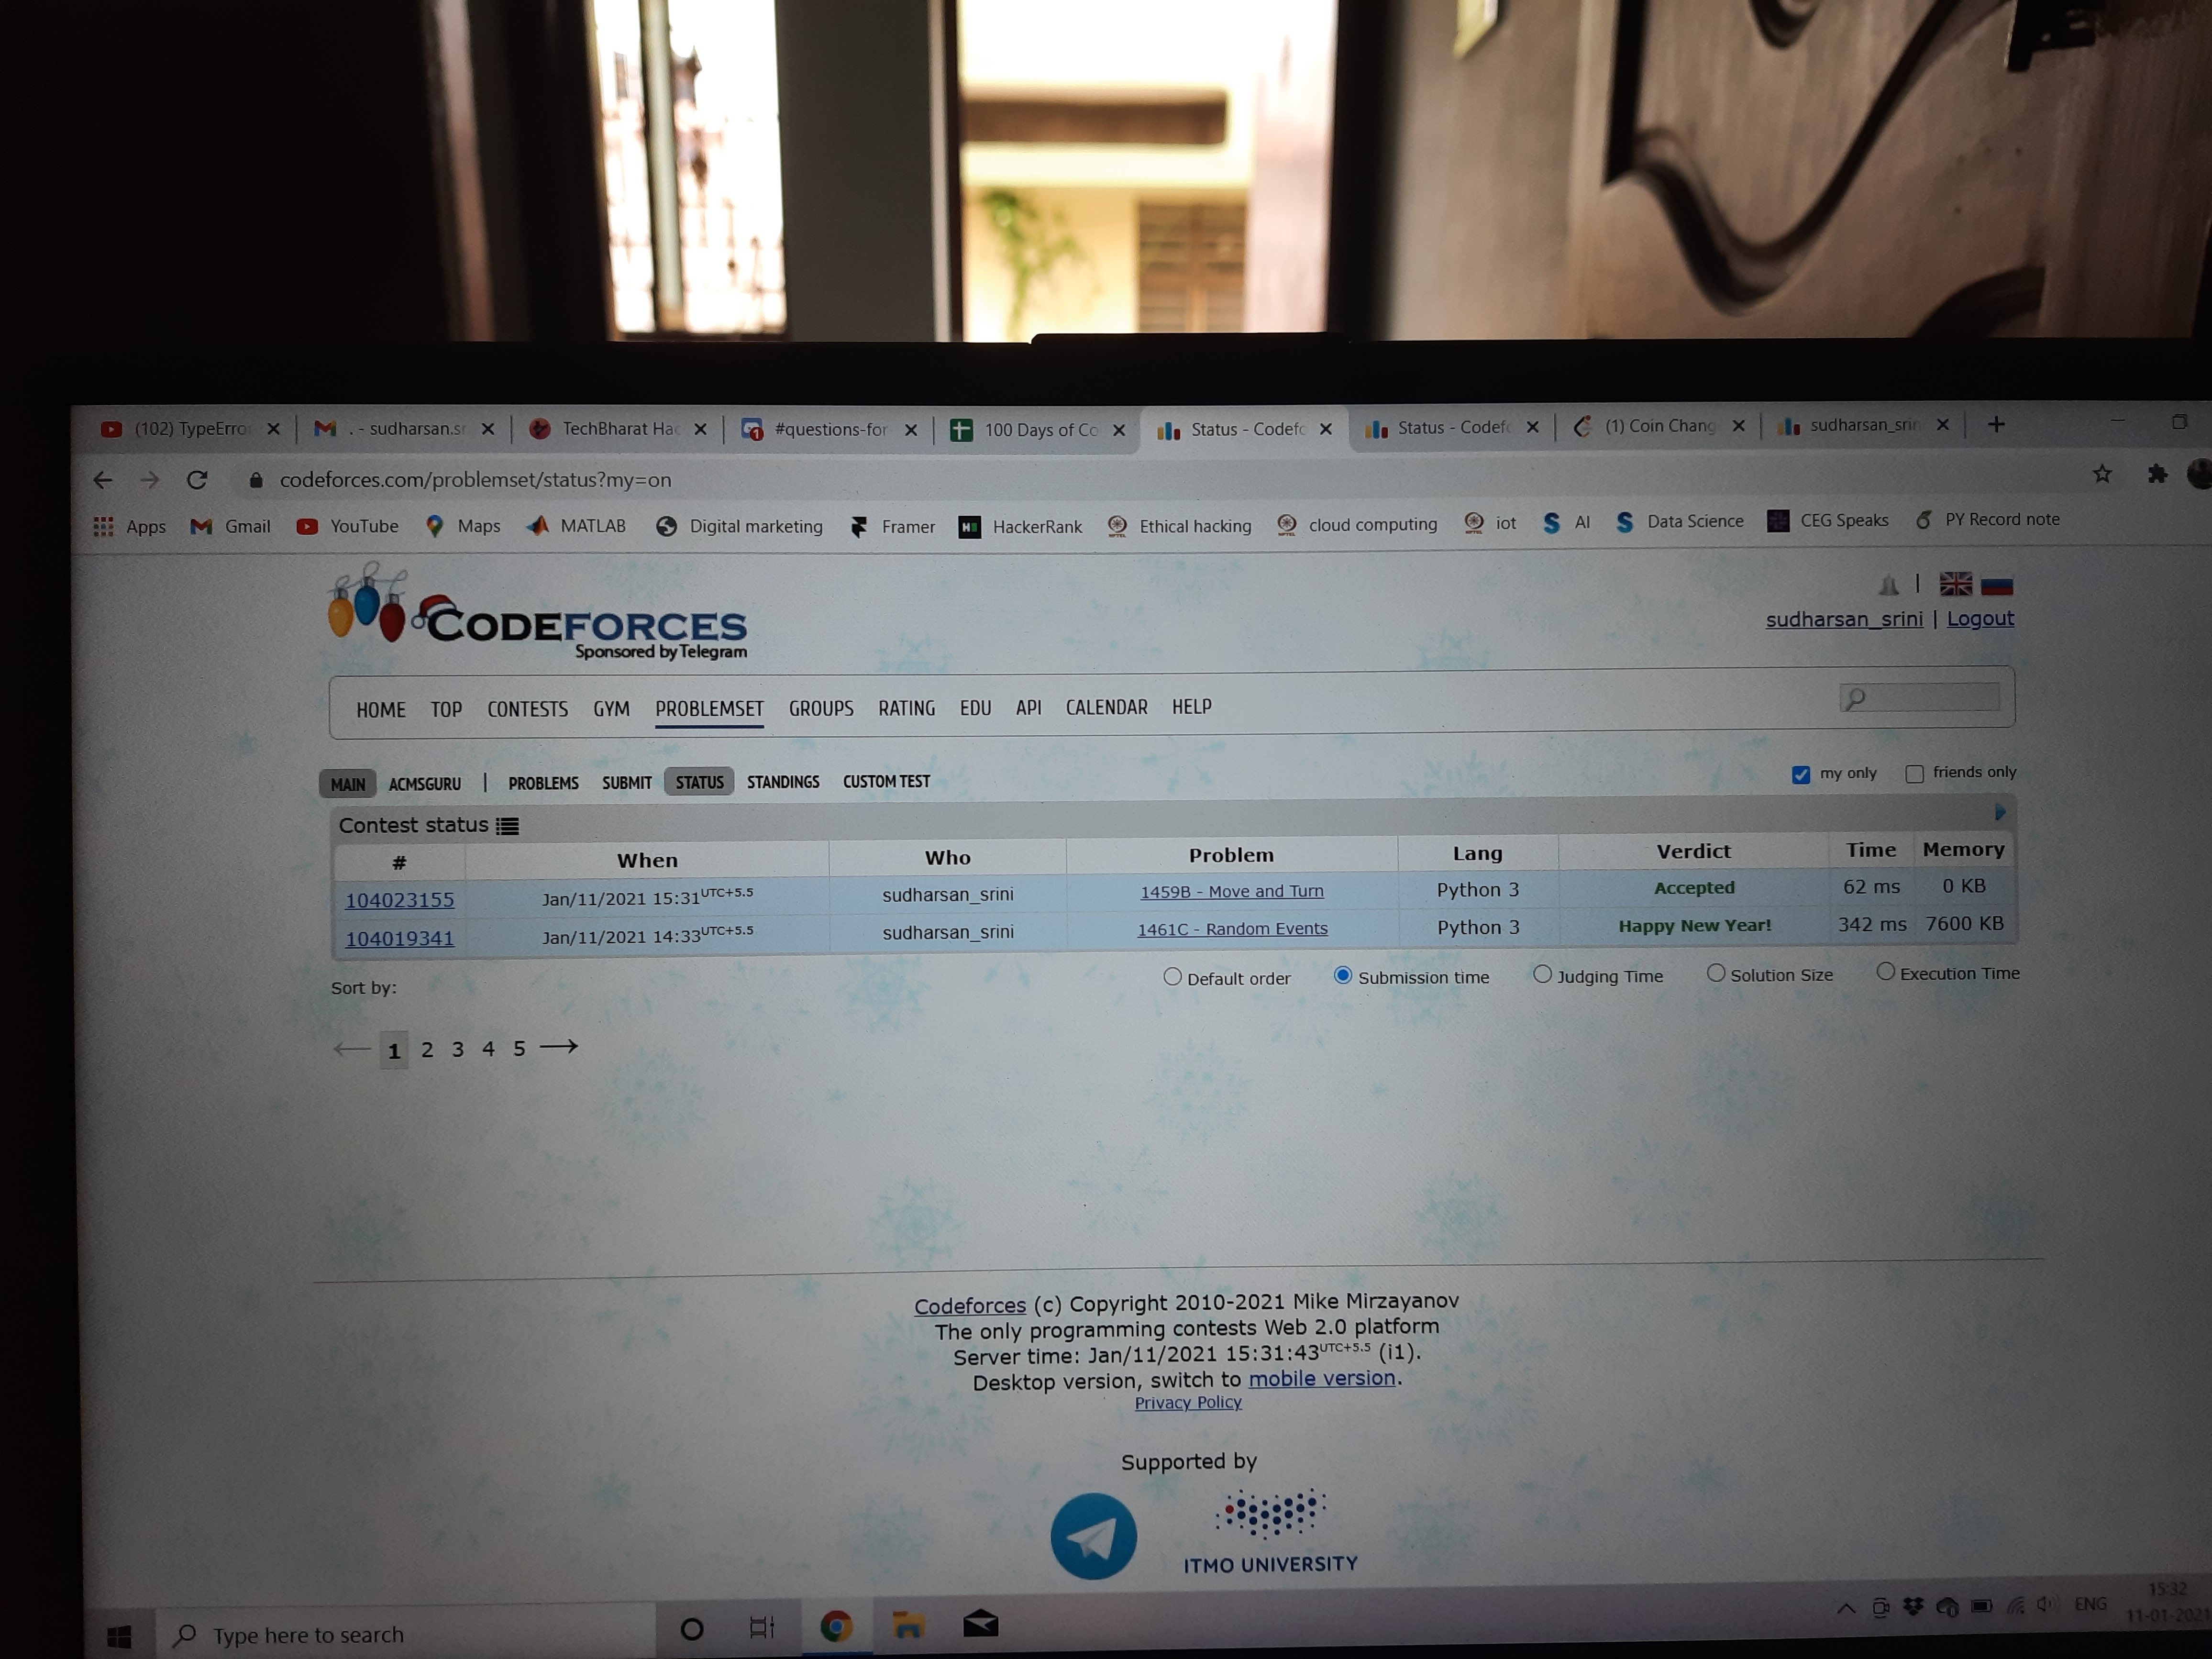 (102) TypeErro
. - sudharsan.sr
TechBharat Hac
#questions-for
100 Days of Co
Status - Codefo
Status - Codefo
(1) Coin Chang
sudharsan_srin
codeforces.com/problemset/status?my=on
Apps Gmail YouTube Maps MATLAB Digital marketing Framer HackerRank Ethical hacking cloud computing iot AI Data Science CEG Speaks PY Record note
CODEFORCES
Sponsored by Telegram
sudharsan_srini | Logout
HOME TOP CONTESTS GYM PROBLEMSET GROUPS RATING EDU API CALENDAR HELP
MAIN ACMSGURU | PROBLEMS SUBMIT STATUS STANDINGS CUSTOM TEST
my only friends only
Contest status
# When Who Problem Lang Verdict Time Memory
104023155 Jan/11/2021 15:31UTC+5.5 sudharsan_srini 1459B - Move and Turn Python 3 Accepted 62 ms 0 KB
104019341 Jan/11/2021 14:33UTC+5.5 sudharsan_srini 1461C - Random Events Python 3 Happy New Year! 342 ms 7600 KB
Sort by: Default order Submission time Judging Time Solution Size Execution Time
1 2 3 4 5
Codeforces (c) Copyright 2010-2021 Mike Mirzayanov
The only programming contests Web 2.0 platform
Server time: Jan/11/2021 15:31:43UTC+5.5 (i1).
Desktop version, switch to mobile version.
Privacy Policy
Supported by
ITMO UNIVERSITY
Type here to search
ENG
15:32
11-01-2021